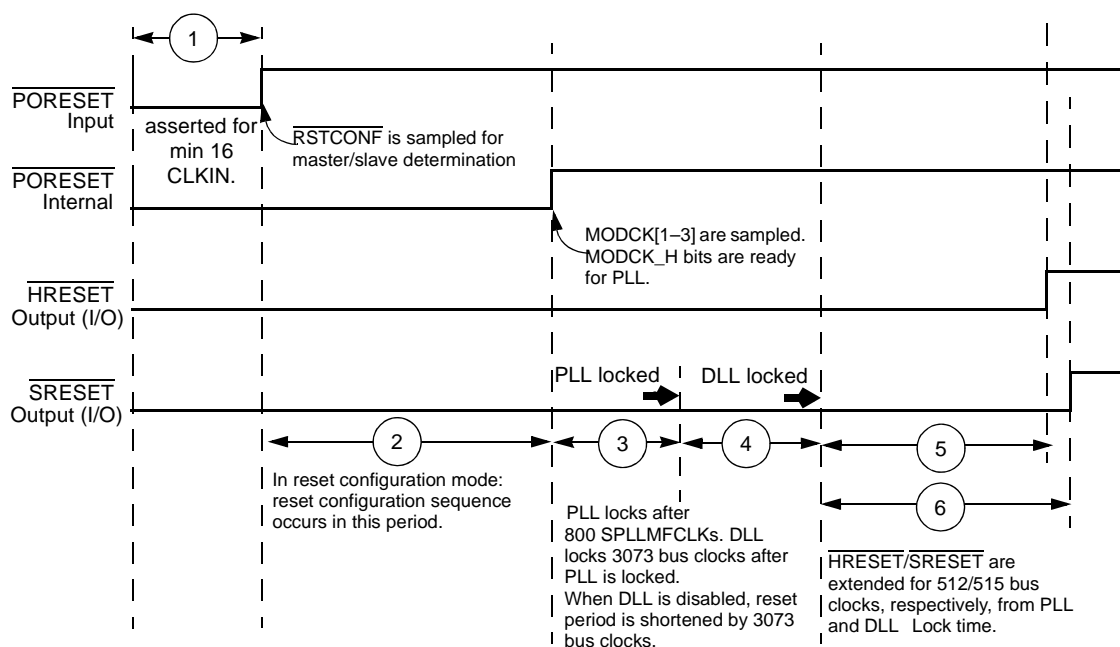 1
PORESET
Input
asserted for
min 16
CLKIN.
RSTCONF is sampled for
master/slave determination
PORESET
Internal
MODCK[1–3] are sampled.
MODCK_H bits are ready
for PLL.
HRESET
Output (I/O)
SRESET
Output (I/O)
PLL locked
DLL locked
2
3
4
5
6
In reset configuration mode:
reset configuration sequence
occurs in this period.
PLL locks after
800 SPLLMFCLKs. DLL
locks 3073 bus clocks after
PLL is locked.
When DLL is disabled, reset
period is shortened by 3073
bus clocks.
HRESET/SRESET are
extended for 512/515 bus
clocks, respectively, from PLL
and DLL Lock time.